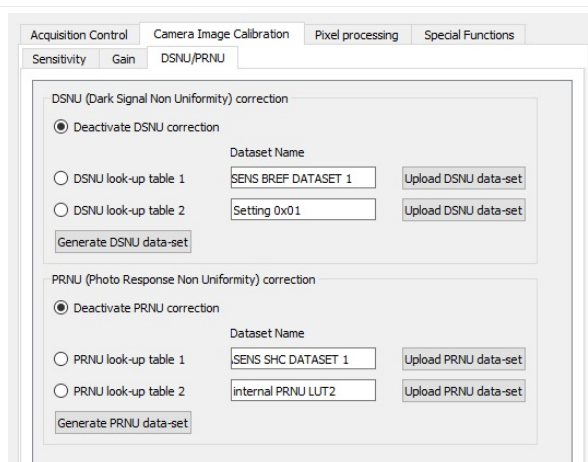 Acquisition Control Camera Image Calibration Pixel processing Special Functions
Sensitivity Gain DSNU/PRNU
DSNU (Dark Signal Non Uniformity) correction
Deactivate DSNU correction
Dataset Name
DSNU look-up table 1 SENS BREF DATASET 1 Upload DSNU data-set
DSNU look-up table 2 Setting 0x01 Upload DSNU data-set
Generate DSNU data-set
PRNU (Photo Response Non Uniformity) correction
Deactivate PRNU correction
Dataset Name
PRNU look-up table 1 SENS SHC DATASET 1 Upload PRNU data-set
PRNU look-up table 2 internal PRNU LUT2 Upload PRNU data-set
Generate PRNU data-set